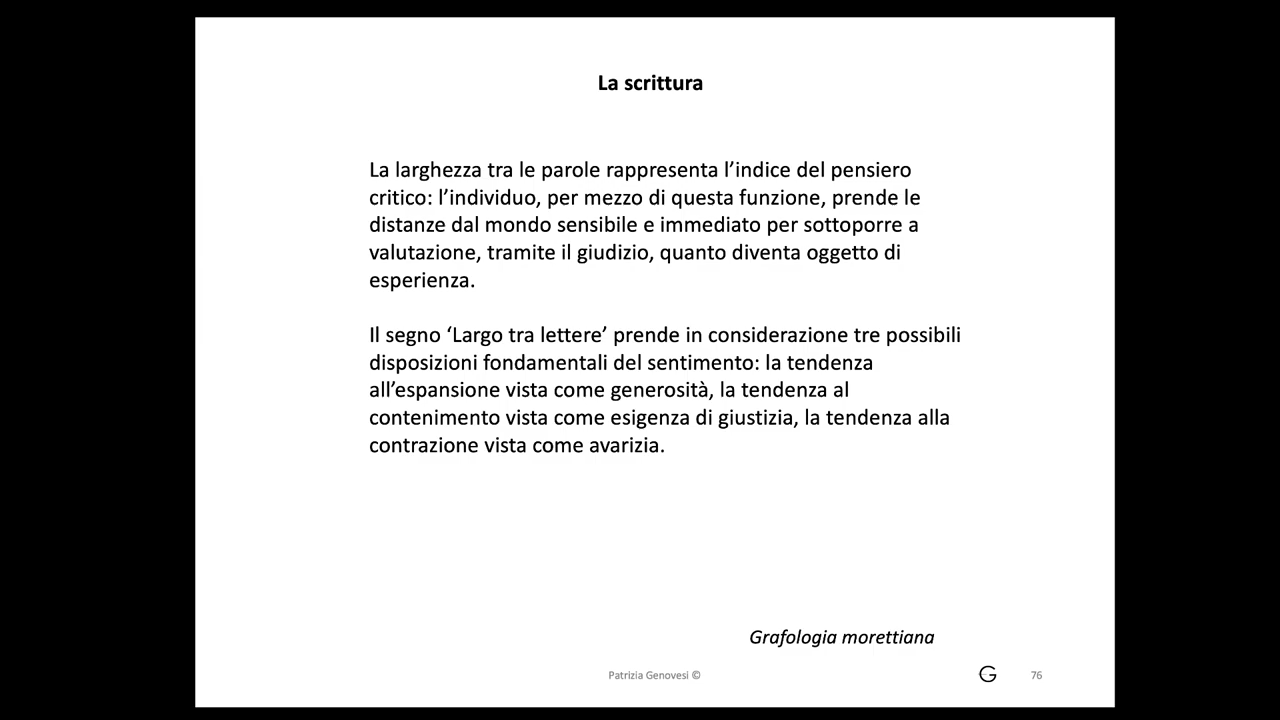 La scrittura
La larghezza tra le parole rappresenta l’indice del pensiero
critico: l’individuo, per mezzo di questa funzione, prende le
distanze dal mondo sensibile e immediato per sottoporre a
valutazione, tramite il giudizio, quanto diventa oggetto di
esperienza.
Il segno ‘Largo tra lettere’ prende in considerazione tre possibili
disposizioni fondamentali del sentimento: la tendenza
all’espansione vista come generosità, la tendenza al
contenimento vista come esigenza di giustizia, la tendenza alla
contrazione vista come avarizia.
Grafologia morettiana
Patrizia Genovesi ©
G
76